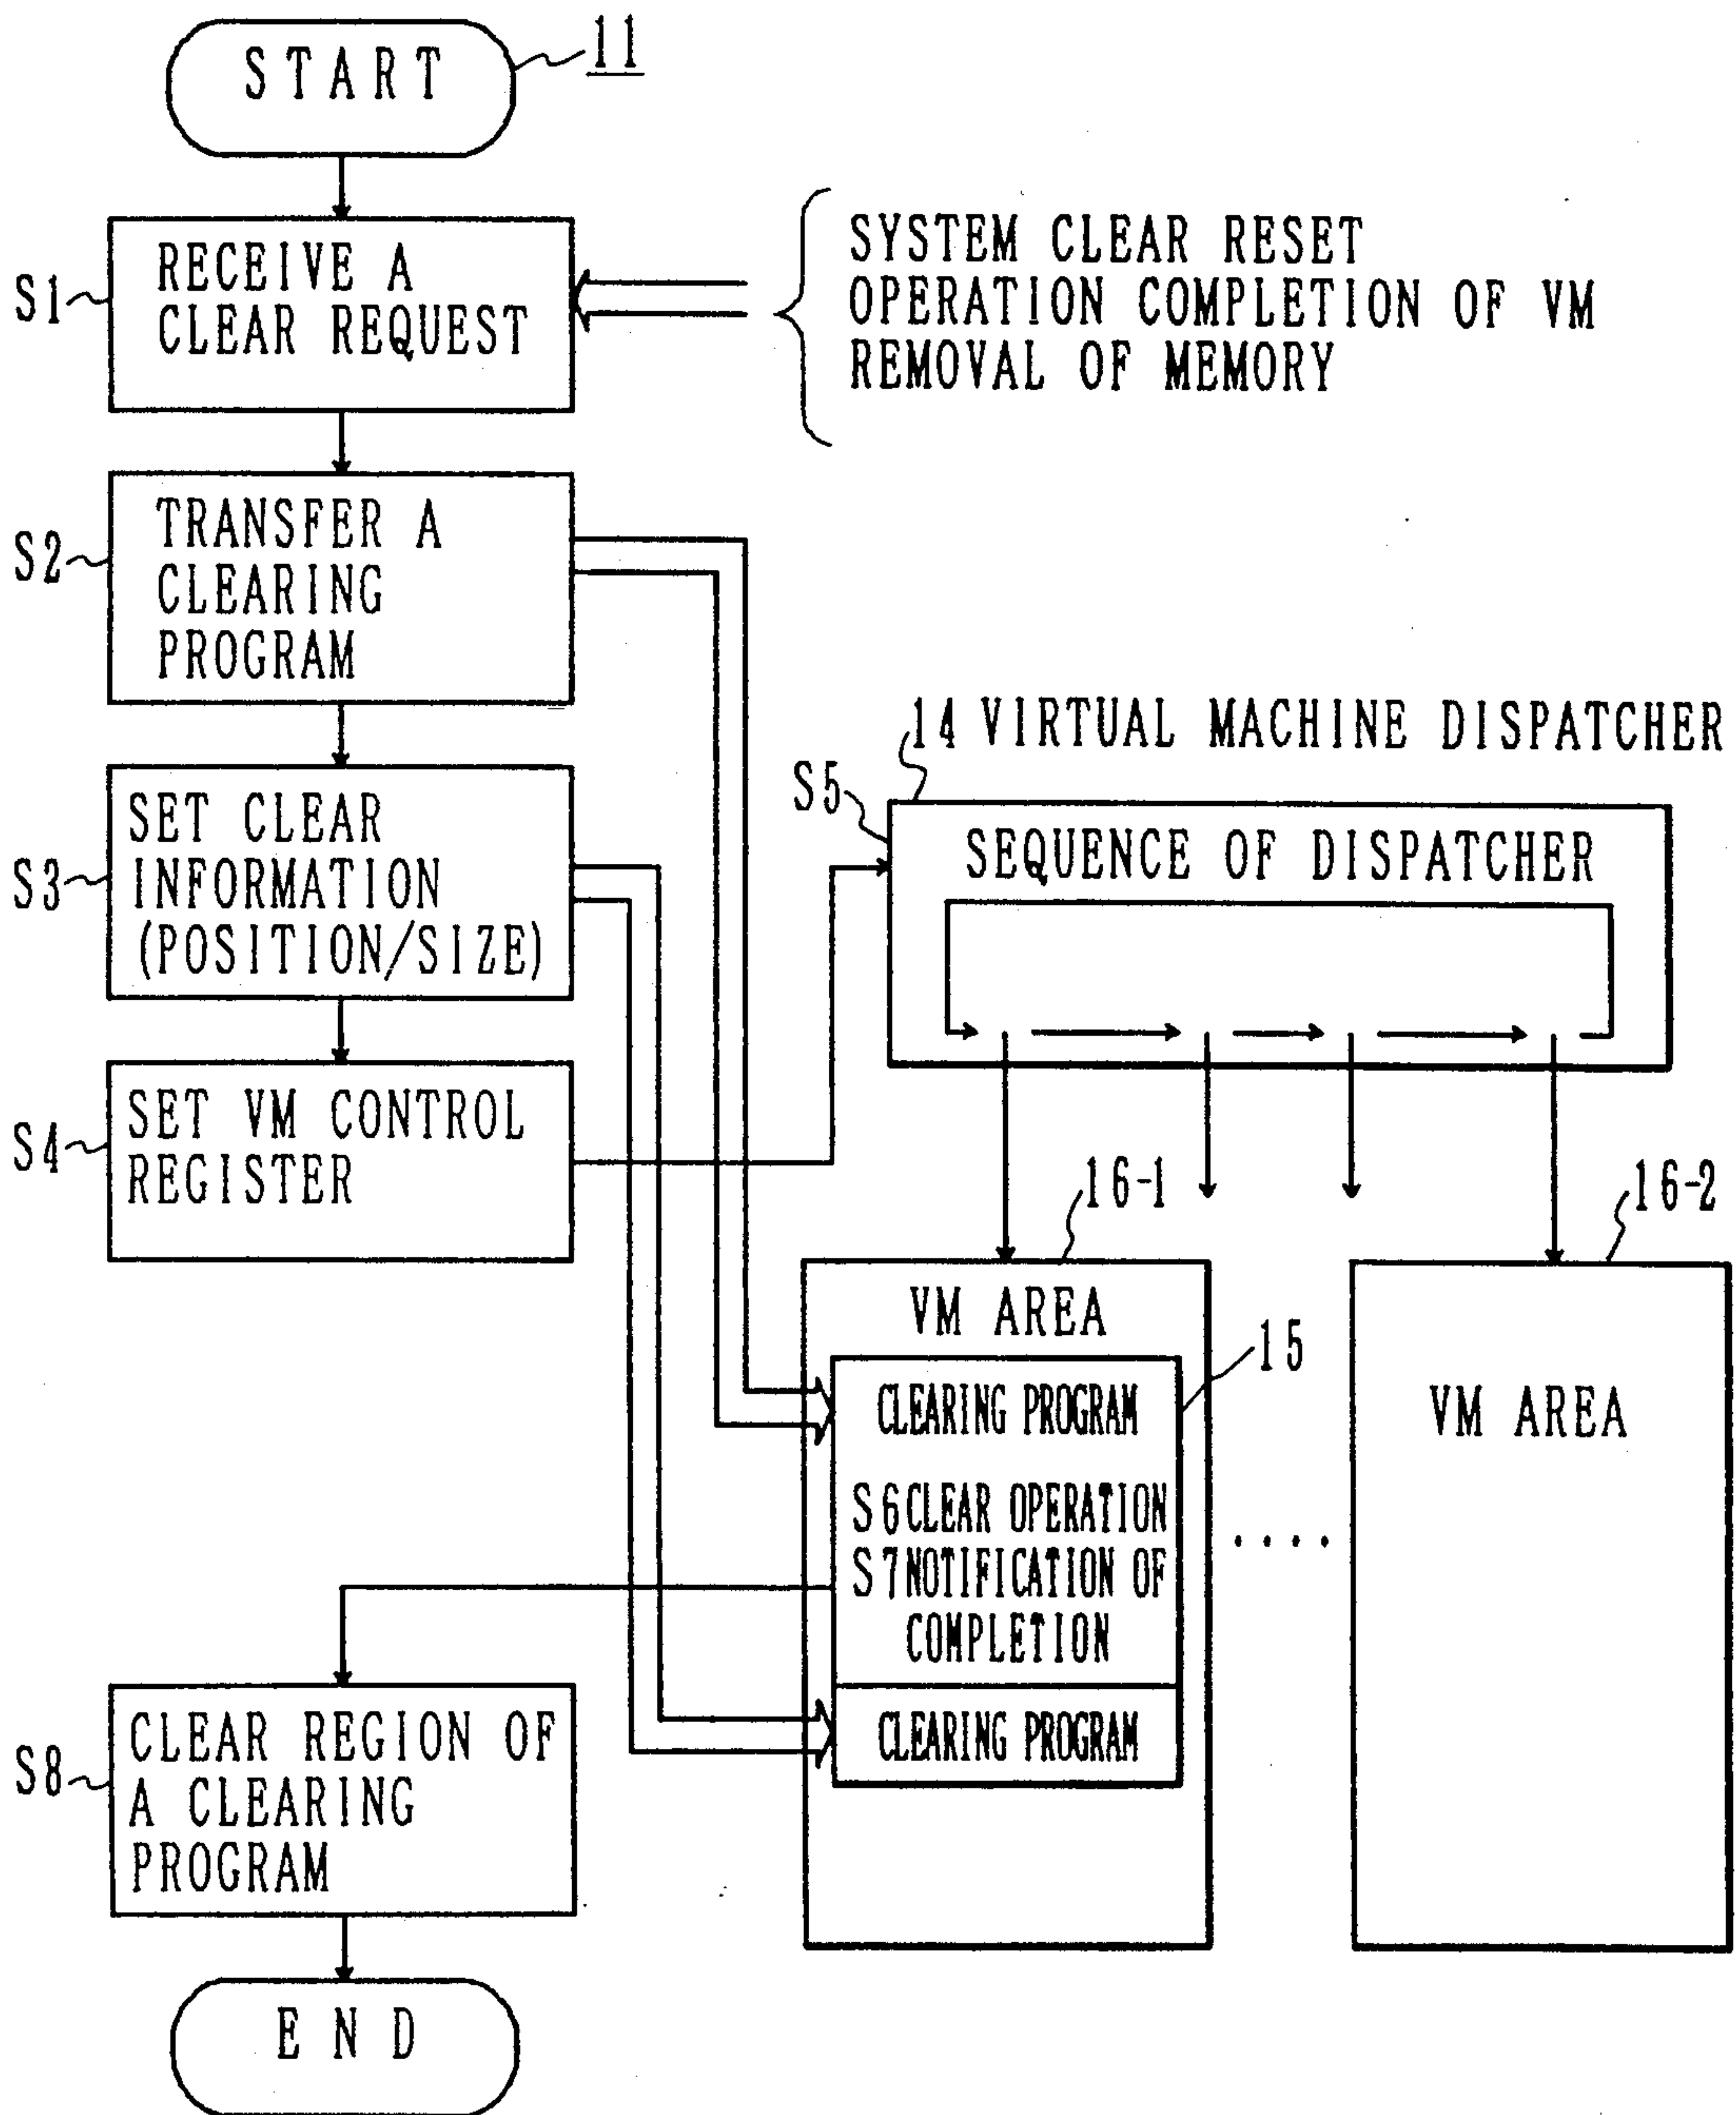 START
11
S1
RECEIVE A
CLEAR REQUEST
SYSTEM CLEAR RESET
OPERATION COMPLETION OF VM
REMOVAL OF MEMORY
S2
TRANSFER A
CLEARING
PROGRAM
S3
SET CLEAR
INFORMATION
(POSITION/SIZE)
S4
SET VM CONTROL
REGISTER
14 VIRTUAL MACHINE DISPATCHER
S5
SEQUENCE OF DISPATCHER
16-1
VM AREA
15
CLEARING PROGRAM
S6 CLEAR OPERATION
S7 NOTIFICATION OF
COMPLETION
CLEARING PROGRAM
....
16-2
VM AREA
S8
CLEAR REGION OF
A CLEARING
PROGRAM
END